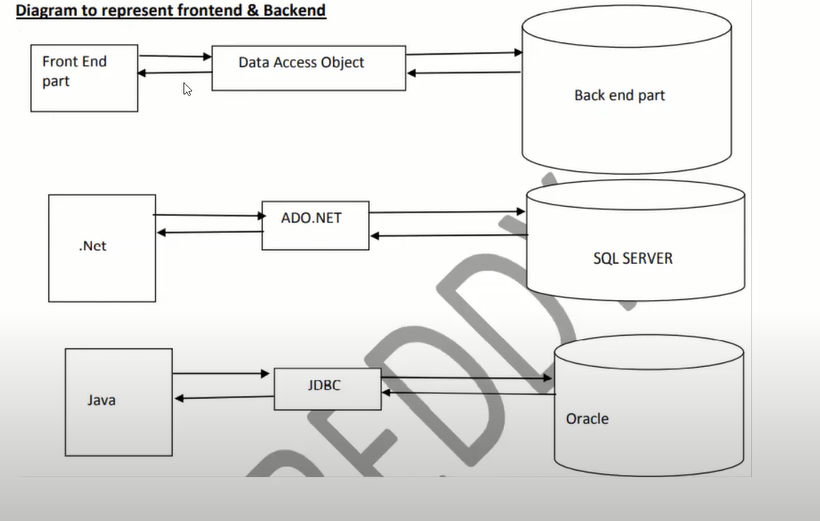 Diagram to represent frontend & Backend
Front End
part
Data Access Object
Back end part
.Net
ADO.NET
SQL SERVER
Java
JDBC
Oracle